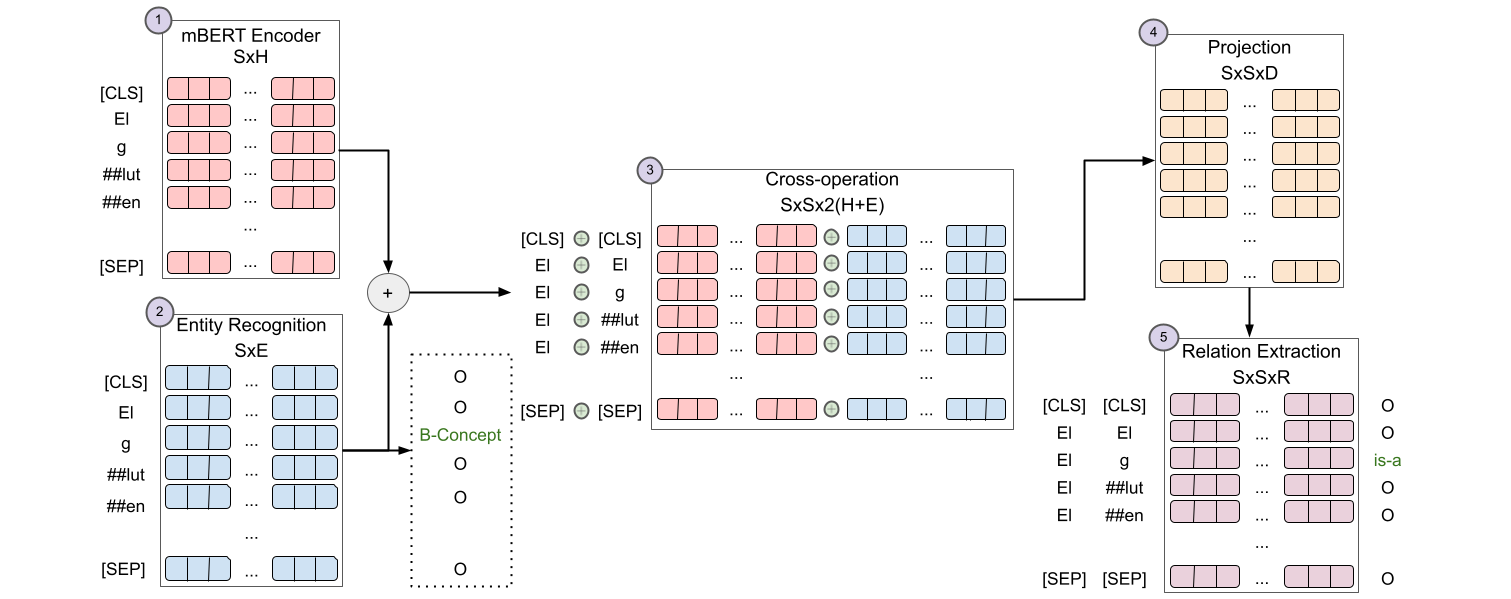 1
mBERT Encoder
SxH
[CLS] ...
El ...
g ...
##lut ...
##en ...
...
[SEP] ...
+
2
Entity Recognition
SxE
[CLS] ...
El ...
g ...
##lut ...
##en ...
...
[SEP] ...
O
O
B-Concept
O
O
O
3
Cross-operation
SxSx2(H+E)
[CLS] + [CLS] ... + ...
El + El ... + ...
El + g ... + ...
El + ##lut ... + ...
El + ##en ... + ...
... ...
[SEP] + [SEP] ... + ...
4
Projection
SxSxD
...
...
...
...
...
...
...
5
Relation Extraction
SxSxR
[CLS] [CLS] ... O
El El ... O
El g ... is-a
El ##lut ... O
El ##en ... O
...
[SEP] [SEP] ... O